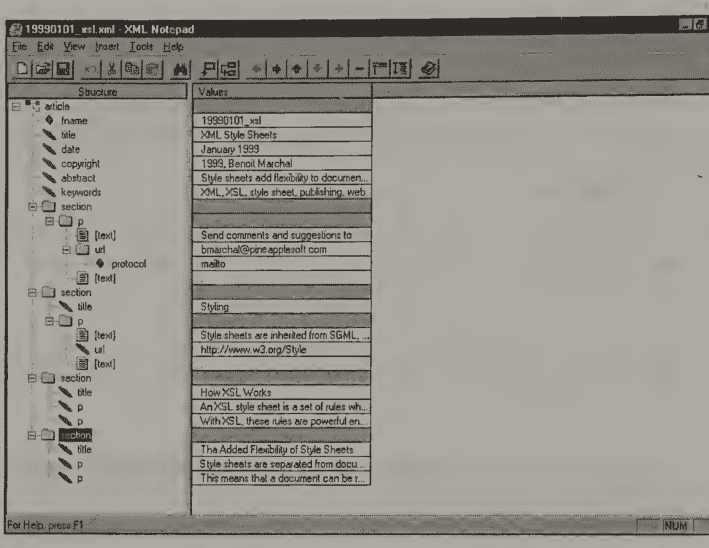 19990101_xsl.xml - XML Notepad
File Edit View Insert Tools Help
Structure Values
article
fname 19990101_xsl
title XML Style Sheets
date January 1999
copyright 1999, Benoit Marchal
abstract Style sheets add flexibility to documen...
keywords XML, XSL, style sheet, publishing, web
section
p
[text] Send comments and suggestions to
url bmarchal@pineapplesoft.com
protocol mailto
[text] .
section
title Styling
p
[text] Style sheets are inherited from SGML, ...
url http://www.w3.org/Style
[text] .
section
title How XSL Works
p An XSL style sheet is a set of rules wh...
p With XSL, these rules are powerful en...
section
title The Added Flexibility of Style Sheets
p Style sheets are separated from docu...
p This means that a document can be r...
For Help, press F1 NUM